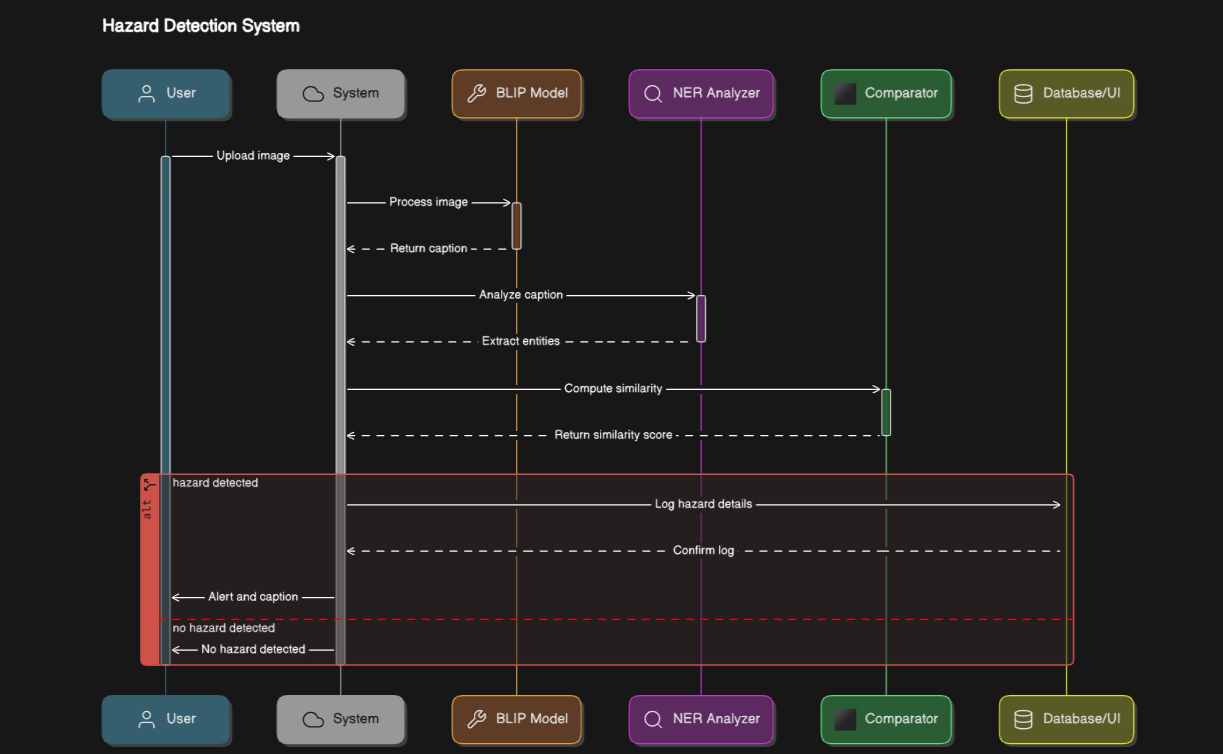 Hazard Detection System
User
System
BLIP Model
NER Analyzer
Comparator
Database/UI
Upload image
Process image
Return caption
Analyze caption
Extract entities
Compute similarity
Return similarity score
alt
hazard detected
Log hazard details
Confirm log
Alert and caption
no hazard detected
No hazard detected
User
System
BLIP Model
NER Analyzer
Comparator
Database/UI